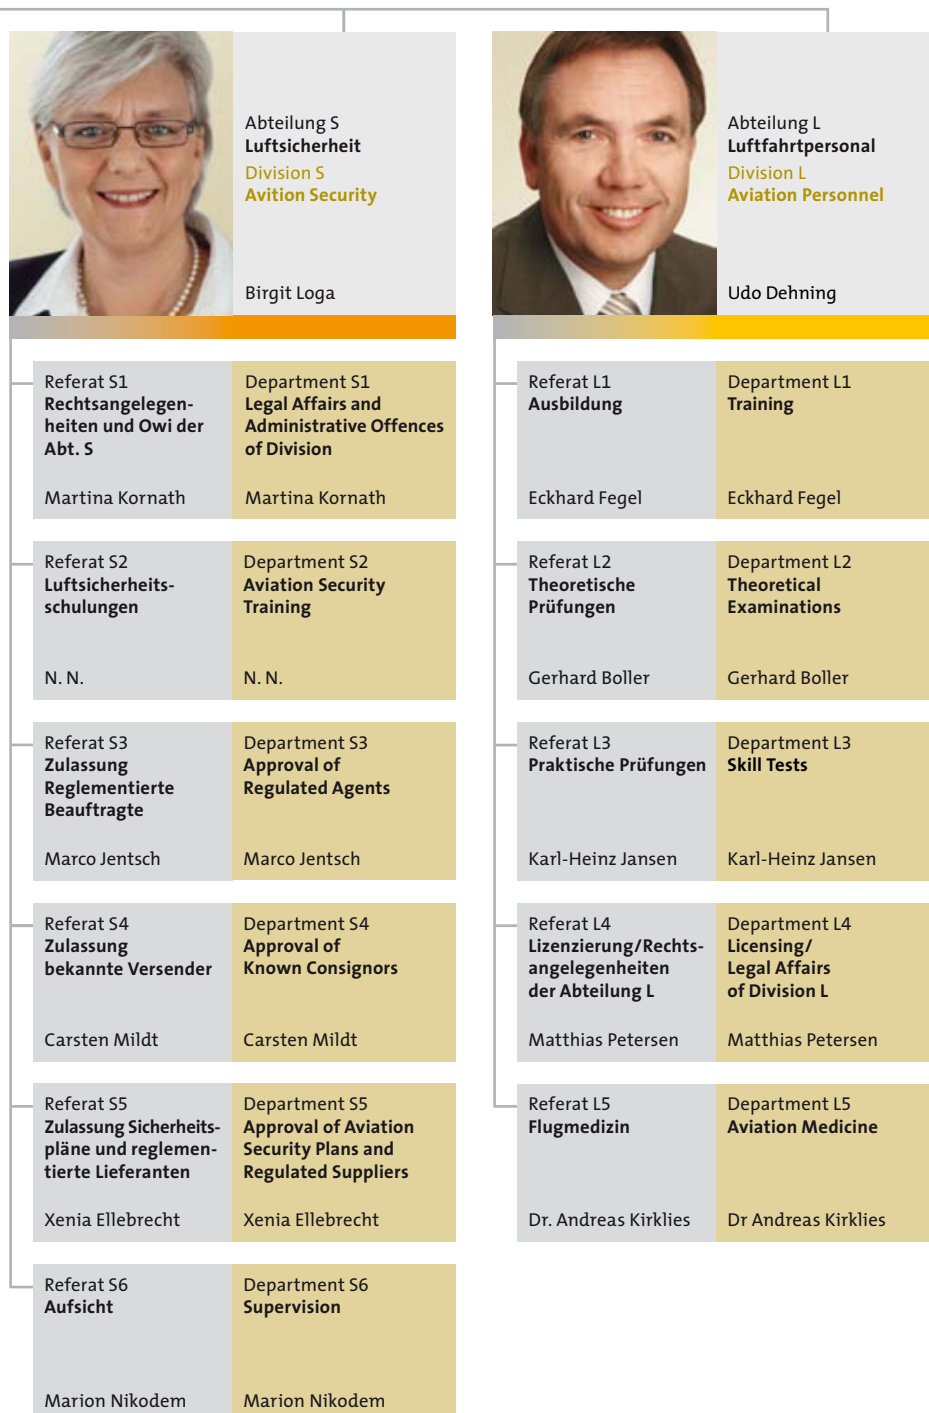 Abteilung S
Luftsicherheit
Division S
Avition Security
Birgit Loga
Referat S1
Rechtsangelegen-
heiten und Owi der
Abt. S
Martina Kornath
Department S1
Legal Affairs and
Administrative Offences
of Division
Martina Kornath
Referat S2
Luftsicherheits-
schulungen
N. N.
Department S2
Aviation Security
Training
N. N.
Referat S3
Zulassung
Reglementierte
Beauftragte
Marco Jentsch
Department S3
Approval of
Regulated Agents
Marco Jentsch
Referat S4
Zulassung
bekannte Versender
Carsten Mildt
Department S4
Approval of
Known Consignors
Carsten Mildt
Referat S5
Zulassung Sicherheits-
pläne und reglemen-
tierte Lieferanten
Xenia Ellebrecht
Department S5
Approval of Aviation
Security Plans and
Regulated Suppliers
Xenia Ellebrecht
Referat S6
Aufsicht
Marion Nikodem
Department S6
Supervision
Marion Nikodem
Abteilung L
Luftfahrtpersonal
Division L
Aviation Personnel
Udo Dehning
Referat L1
Ausbildung
Eckhard Fegel
Department L1
Training
Eckhard Fegel
Referat L2
Theoretische
Prüfungen
Gerhard Boller
Department L2
Theoretical
Examinations
Gerhard Boller
Referat L3
Praktische Prüfungen
Karl-Heinz Jansen
Department L3
Skill Tests
Karl-Heinz Jansen
Referat L4
Lizenzierung/Rechts-
angelegenheiten
der Abteilung L
Matthias Petersen
Department L4
Licensing/
Legal Affairs
of Division L
Matthias Petersen
Referat L5
Flugmedizin
Dr. Andreas Kirklies
Department L5
Aviation Medicine
Dr Andreas Kirklies